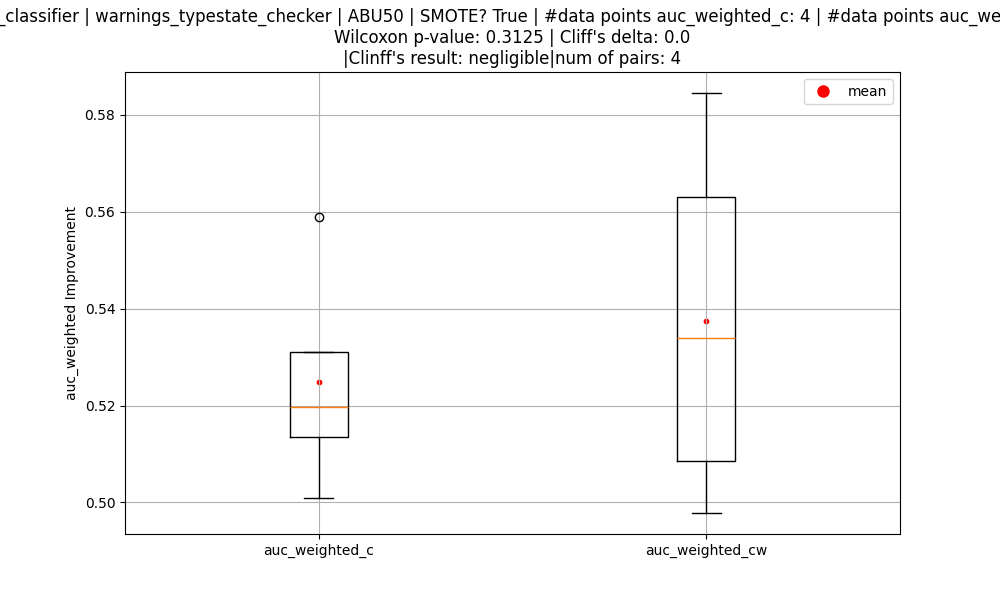 _classifier | warnings_typestate_checker | ABU50 | SMOTE? True | #data points auc_weighted_c: 4 | #data points auc_we
Wilcoxon p-value: 0.3125 | Cliff's delta: 0.0
|Clinff's result: negligible|num of pairs: 4
mean
0.58
0.56
0.54
0.52
0.50
auc_weighted Improvement
auc_weighted_c
auc_weighted_cw